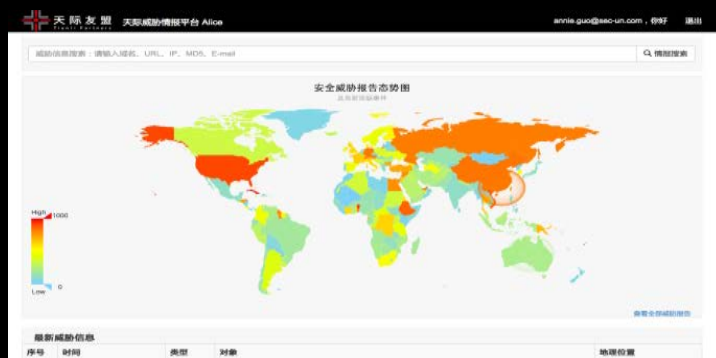 天际友盟 天际威胁情报平台 Alice
Tianji Partners
annie.guo@sec-un.com，你好 退出
威胁信息搜索：请输入域名、URL、IP、MD5、E-mail
情报搜索
安全威胁报告态势图
High 1000
Low 0
查看全部威胁报告
最新威胁信息
序号 时间 类型 对象 地理位置